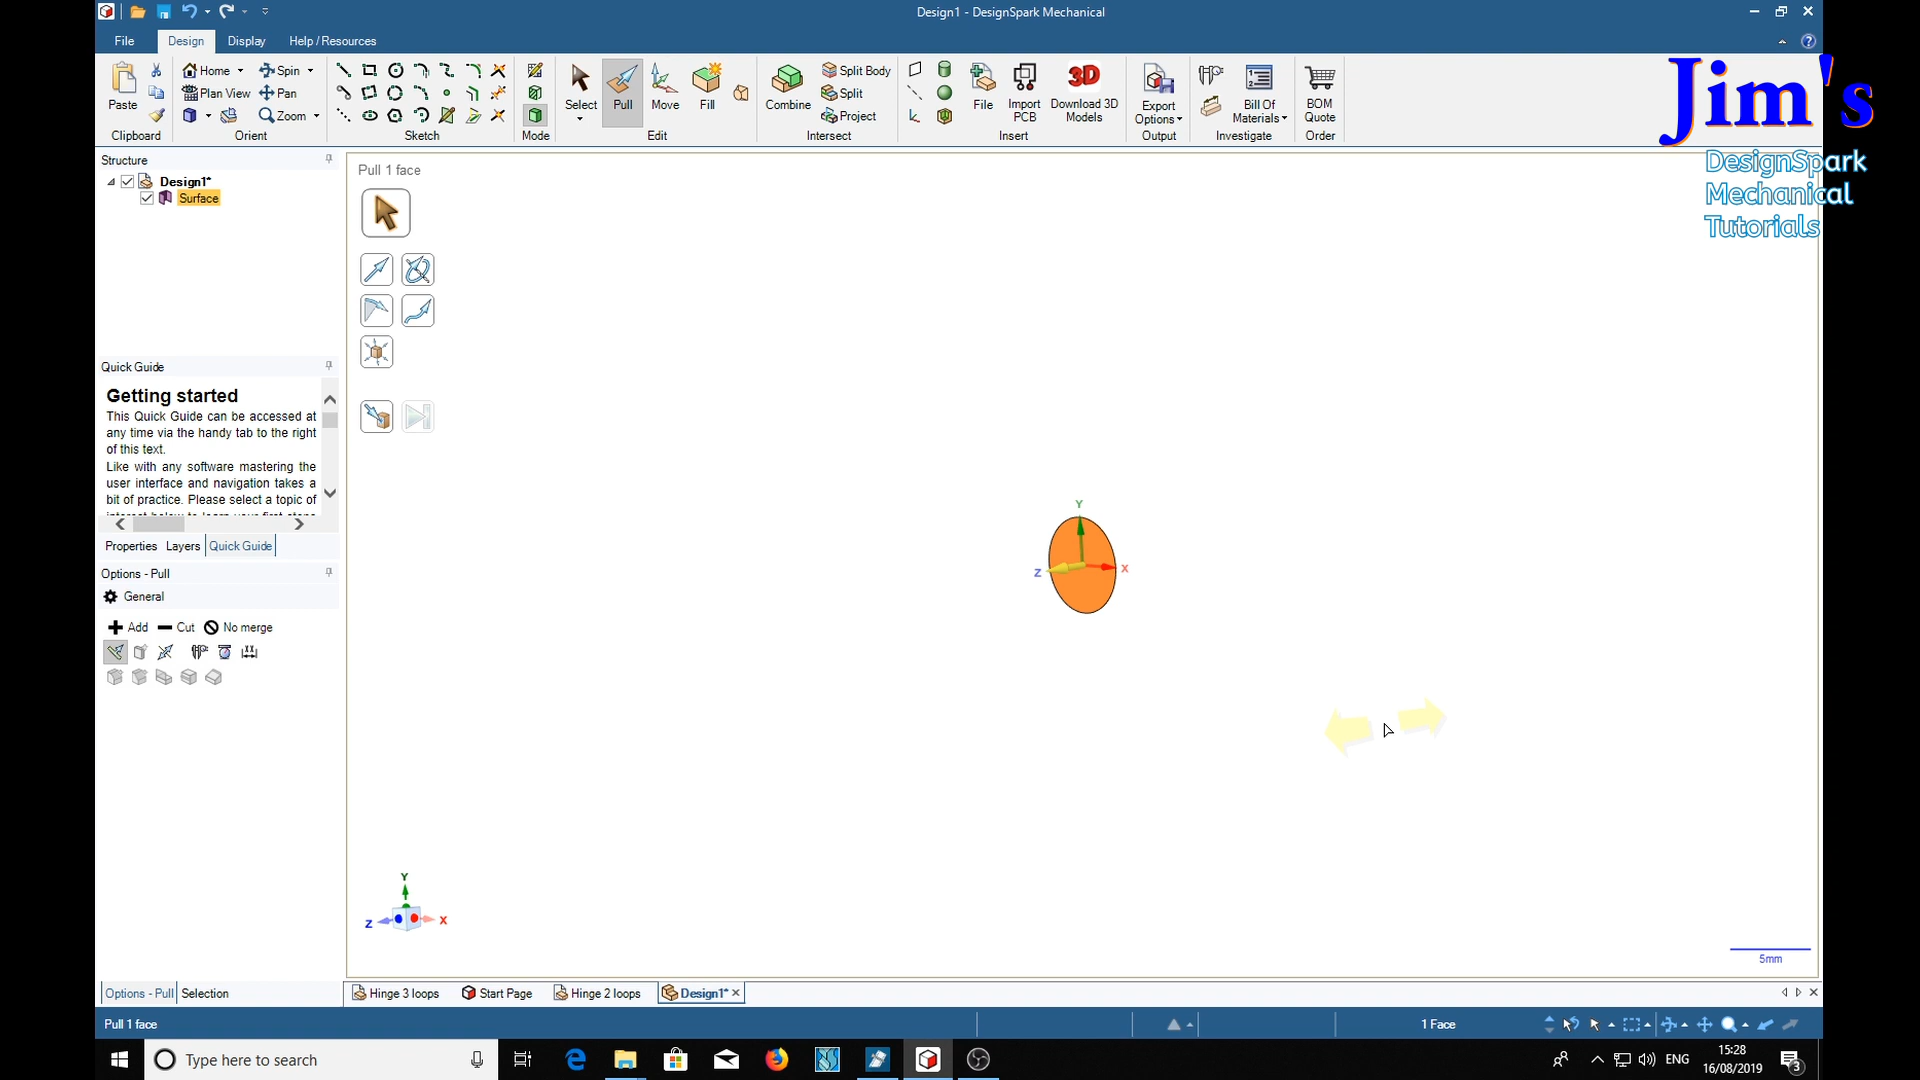 Design1 - DesignSpark Mechanical
File Design Display Help / Resources
Paste
Clipboard
Home
Plan View
Spin
Pan
Zoom
Orient
Sketch
Mode
Select
Pull
Move
Fill
Edit
Combine
Split Body
Split
Project
Intersect
File
Import PCB
3D
Download 3D Models
Insert
Export Options
Output
Bill Of Materials
Investigate
BOM Quote
Order
Jim's
DesignSpark
Mechanical
Tutorials
Structure
Design1*
Surface
Quick Guide
Getting started
This Quick Guide can be accessed at
any time via the handy tab to the right
of this text.
Like with any software mastering the
user interface and navigation takes a
bit of practice. Please select a topic of
Properties Layers Quick Guide
Options - Pull
General
Add Cut No merge
Pull 1 face
Y
Z X
Y
Z X
5mm
Options - Pull Selection
Hinge 3 loops Start Page Hinge 2 loops Design1*
Pull 1 face
1 Face
Type here to search
ENG
15:28
16/08/2019
3